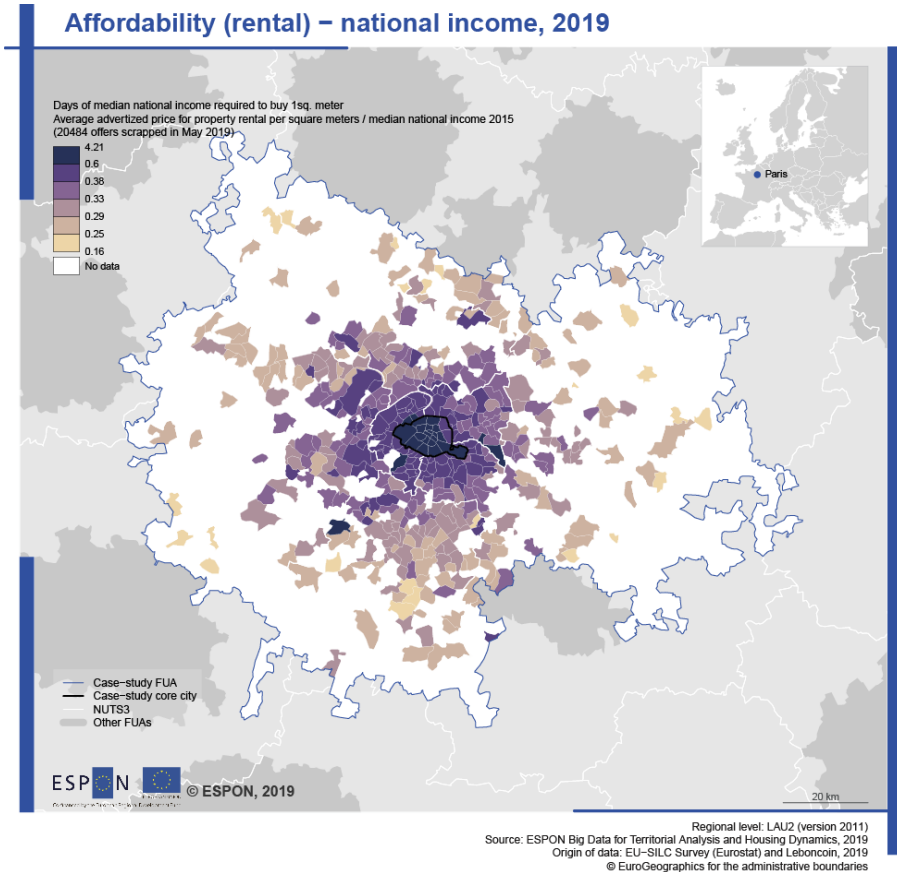 Affordability (rental) − national income, 2019
Days of median national income required to buy 1sq. meter
Average advertized price for property rental per square meters / median national income 2015
(20484 offers scrapped in May 2019)
4.21
0.6
0.38
0.33
0.29
0.25
0.16
No data
Paris
Case−study FUA
Case−study core city
NUTS3
Other FUAs
ESPON
© ESPON, 2019
20 km
Regional level: LAU2 (version 2011)
Source: ESPON Big Data for Territorial Analysis and Housing Dynamics, 2019
Origin of data: EU−SILC Survey (Eurostat) and Leboncoin, 2019
© EuroGeographics for the administrative boundaries